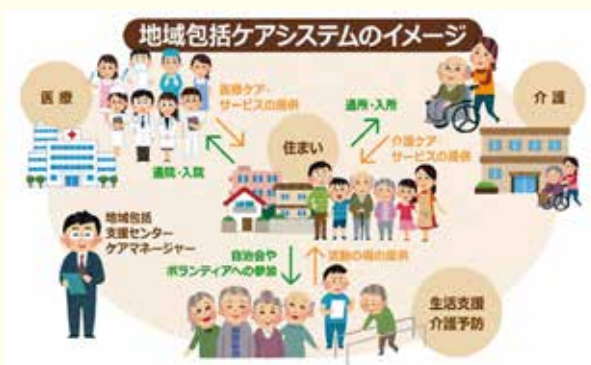 地域包括ケアシステムのイメージ
医療
医療ケア・
サービスの提供
通院・入院
住まい
通所・入所
介護ケア・
サービスの提供
介護
地域包括
支援センター
ケアマネージャー
自治会や
ボランティアへの参加
活動の場の提供
生活支援
介護予防